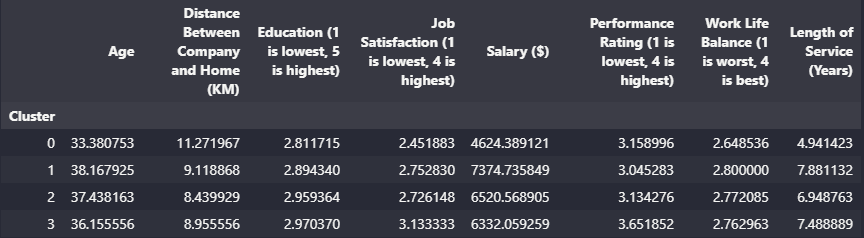 Age Distance Between Company and Home (KM) Education (1 is lowest, 5 is highest) Job Satisfaction (1 is lowest, 4 is highest) Salary ($) Performance Rating (1 is lowest, 4 is highest) Work Life Balance (1 is worst, 4 is best) Length of Service (Years)
Cluster
0 33.380753 11.271967 2.811715 2.451883 4624.389121 3.158996 2.648536 4.941423
1 38.167925 9.118868 2.894340 2.752830 7374.735849 3.045283 2.800000 7.881132
2 37.438163 8.439929 2.959364 2.726148 6520.568905 3.134276 2.772085 6.948763
3 36.155556 8.955556 2.970370 3.133333 6332.059259 3.651852 2.762963 7.488889